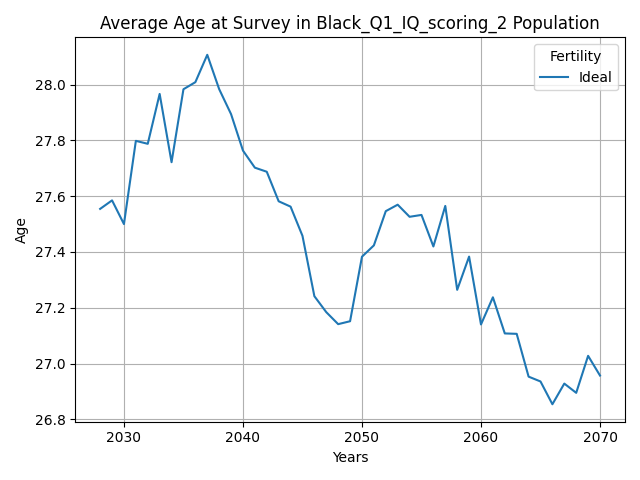 Average Age at Survey in Black_Q1_IQ_scoring_2 Population
Fertility
Ideal
28.0
27.8
27.6
27.4
27.2
27.0
26.8
Age
2030 2040 2050 2060 2070
Years